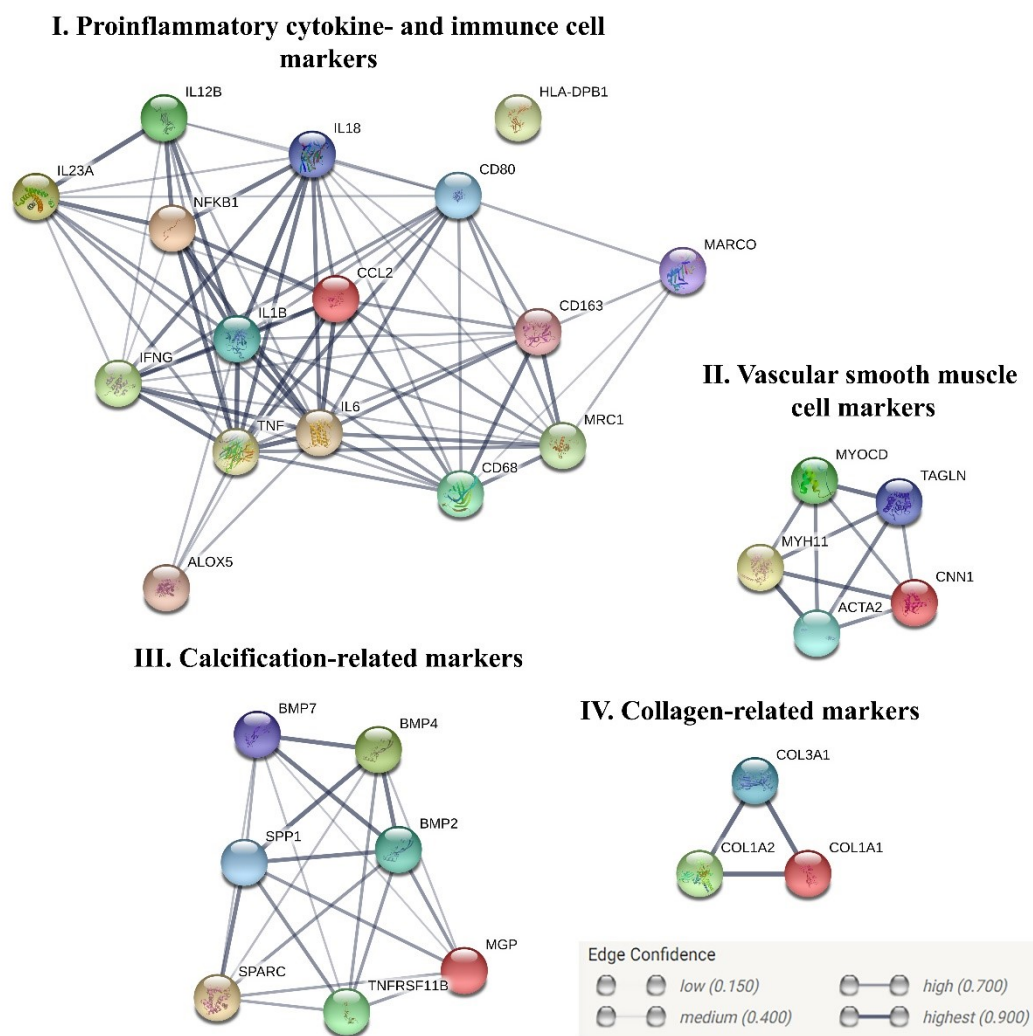 I. Proinflammatory cytokine- and immunce cell
markers
IL12B
HLA-DPB1
IL18
IL23A
CD80
NFKB1
MARCO
CCL2
CD163
IL1B
IFNG
IL6
MRC1
TNF
CD68
ALOX5
II. Vascular smooth muscle
cell markers
MYOCD
TAGLN
MYH11
CNN1
ACTA2
III. Calcification-related markers
BMP7
BMP4
BMP2
SPP1
MGP
SPARC
TNFRSF11B
IV. Collagen-related markers
COL3A1
COL1A2
COL1A1
Edge Confidence
low (0.150)
high (0.700)
medium (0.400)
highest (0.900)